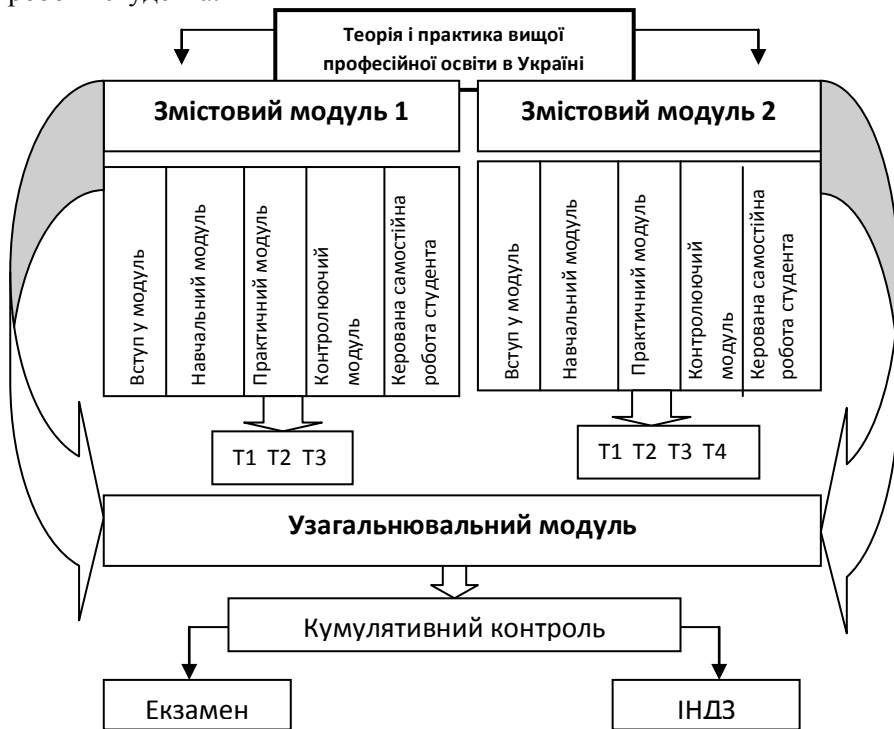 Теорія і практика вищої
професійної освіти в Україні
Змістовий модуль 1
Змістовий модуль 2
Вступ у модуль
Навчальний модуль
Практичний модуль
Контролюючий
модуль
Керована самостійна
робота студента
Вступ у модуль
Навчальний модуль
Практичний модуль
Контролюючий
модуль
Керована самостійна
робота студента
Т1 Т2 Т3
Т1 Т2 Т3 Т4
Узагальнювальний модуль
Кумулятивний контроль
Екзамен
ІНДЗ